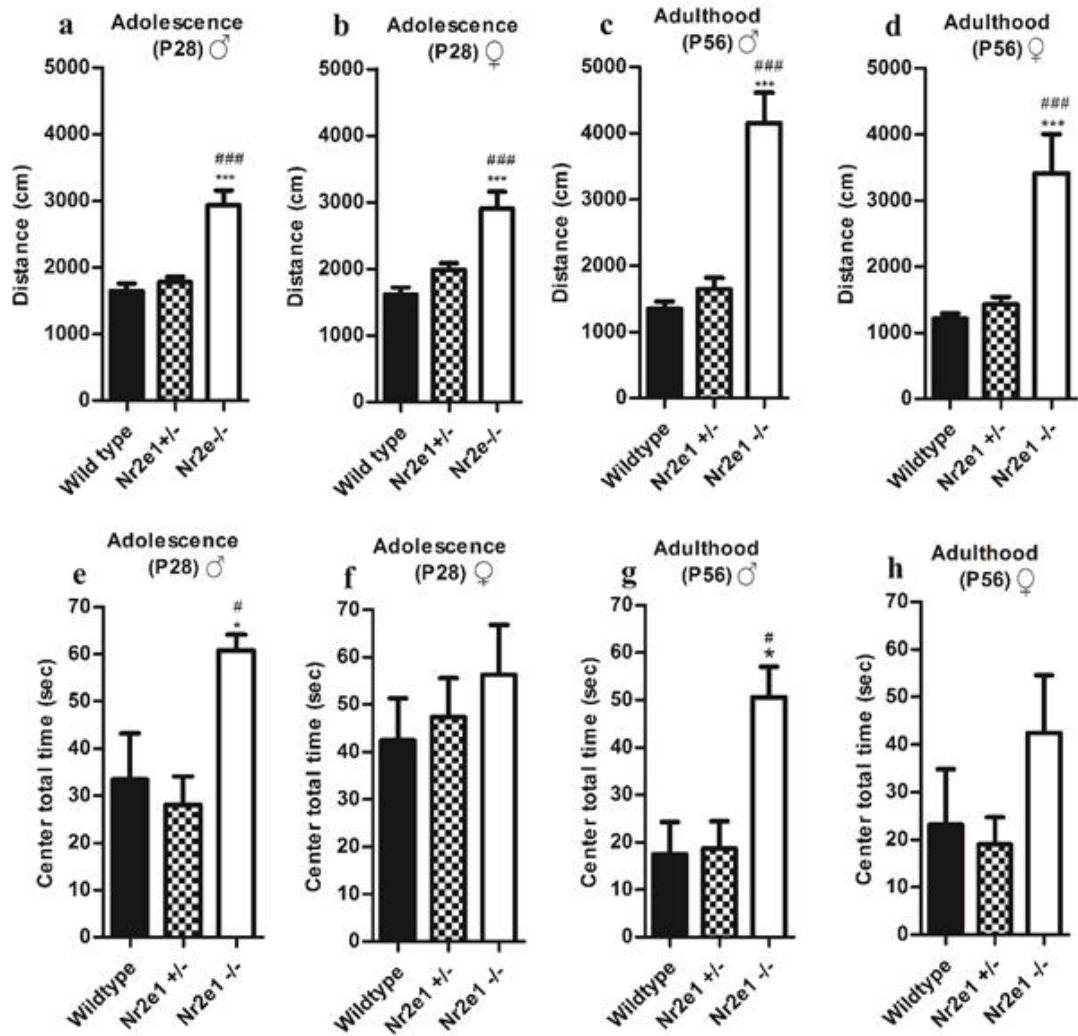 a Adolescence
(P28) ♂
Distance (cm)
5000
4000
3000
2000
1000
0
###
***
Wild type
Nr2e1+/-
Nr2e-/-
b Adolescence
(P28) ♀
Distance (cm)
5000
4000
3000
2000
1000
0
###
***
Wild type
Nr2e1+/-
Nr2e-/-
c Adulthood
(P56) ♂
Distance (cm)
5000
4000
3000
2000
1000
0
###
***
Wildtype
Nr2e1 +/-
Nr2e1 -/-
d Adulthood
(P56) ♀
Distance (cm)
5000
4000
3000
2000
1000
0
###
***
Wildtype
Nr2e1 +/-
Nr2e1 -/-
e Adolescence
(P28) ♂
Center total time (sec)
70
60
50
40
30
20
10
0
#
*
Wildtype
Nr2e1 +/-
Nr2e1 -/-
f Adolescence
(P28) ♀
Center total time (sec)
70
60
50
40
30
20
10
0
Wildtype
Nr2e1 +/-
Nr2e1 -/-
g Adulthood
(P56) ♂
Center total time (sec)
70
60
50
40
30
20
10
0
#
*
Wildtype
Nr2e1 +/-
Nr2e1 -/-
h Adulthood
(P56) ♀
Center total time (sec)
70
60
50
40
30
20
10
0
Wildtype
Nr2e1 +/-
Nr2e1 -/-